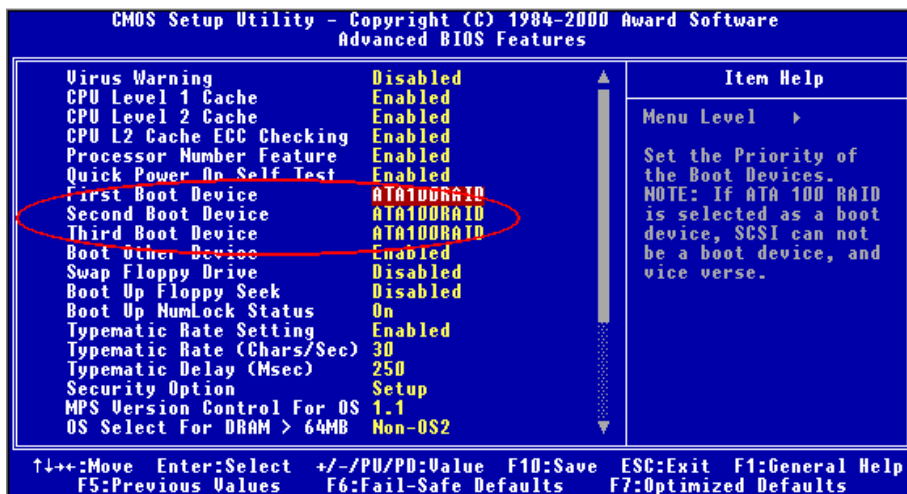 CMOS Setup Utility - Copyright (C) 1984-2000 Award Software
Advanced BIOS Features
Virus Warning Disabled
CPU Level 1 Cache Enabled
CPU Level 2 Cache Enabled
CPU L2 Cache ECC Checking Enabled
Processor Number Feature Enabled
Quick Power On Self Test Enabled
First Boot Device ATA100RAID
Second Boot Device ATA100RAID
Third Boot Device ATA100RAID
Boot Other Device Enabled
Swap Floppy Drive Disabled
Boot Up Floppy Seek Disabled
Boot Up NumLock Status On
Typematic Rate Setting Enabled
Typematic Rate (Chars/Sec) 30
Typematic Delay (Msec) 250
Security Option Setup
MPS Version Control For OS 1.1
OS Select For DRAM > 64MB Non-OS2
Item Help
Menu Level
Set the Priority of
the Boot Devices.
NOTE: If ATA 100 RAID
is selected as a boot
device, SCSI can not
be a boot device, and
vice verse.
↑↓→←:Move Enter:Select +/-/PU/PD:Value F10:Save ESC:Exit F1:General Help
F5:Previous Values F6:Fail-Safe Defaults F7:Optimized Defaults